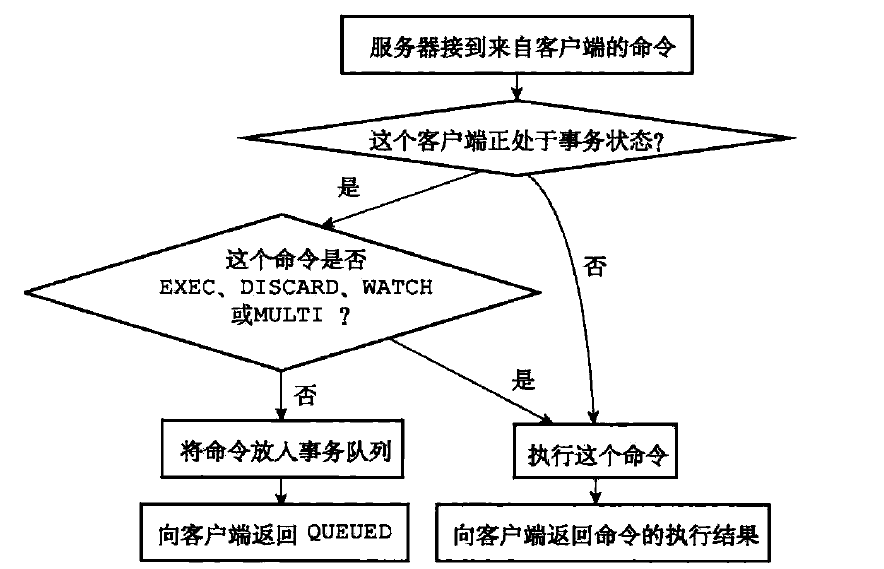 服务器接到来自客户端的命令
这个客户端正处于事务状态?
是
否
这个命令是否
EXEC、DISCARD、WATCH
或MULTI ?
否
是
将命令放入事务队列
执行这个命令
向客户端返回 QUEUED
向客户端返回命令的执行结果